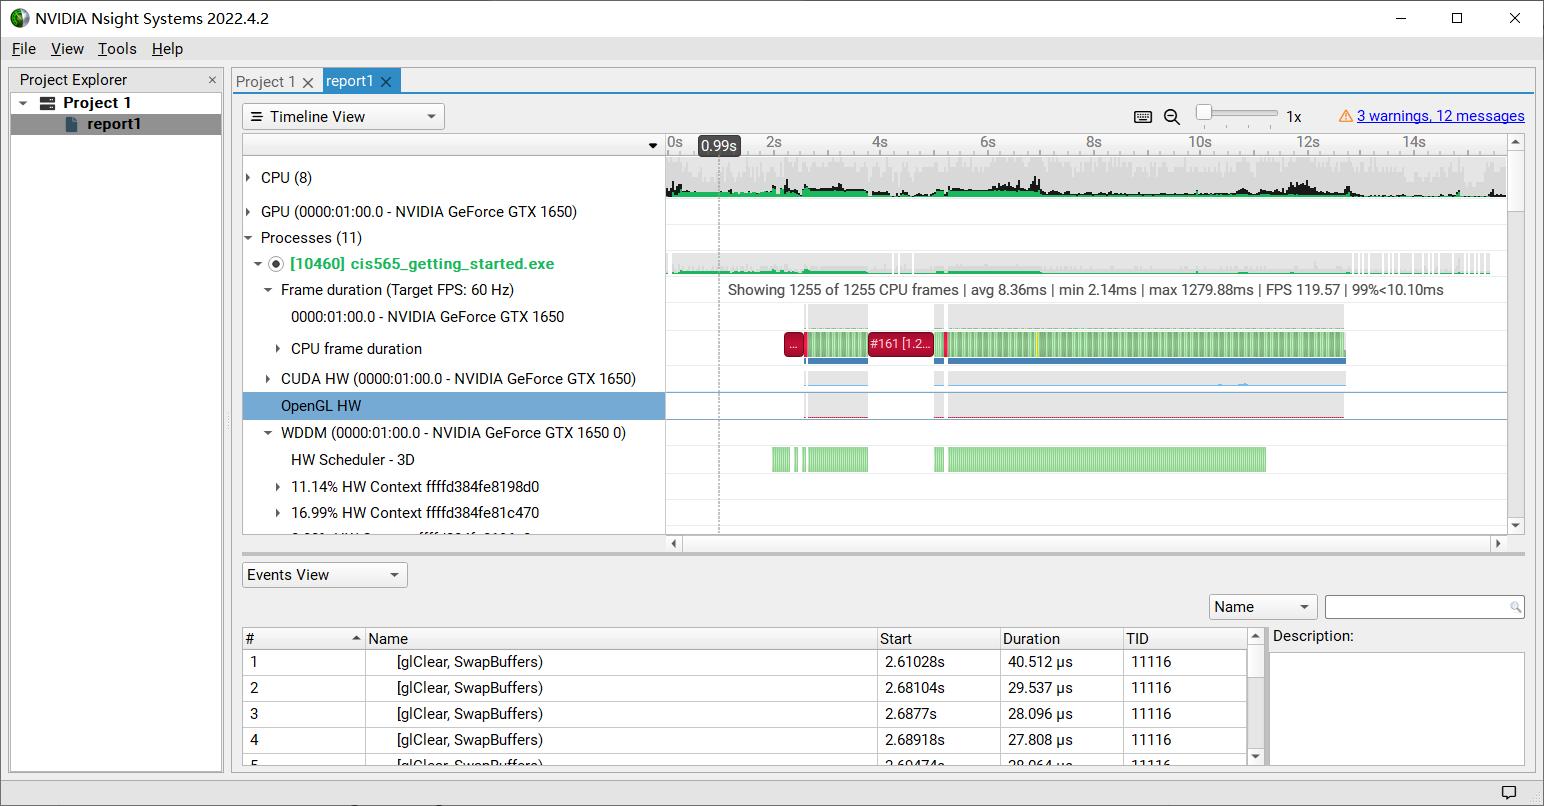 NVIDIA Nsight Systems 2022.4.2
File View Tools Help
Project Explorer
Project 1
report1
Project 1 report1
Timeline View
1x 3 warnings, 12 messages
0s 0.99s 2s 4s 6s 8s 10s 12s 14s
CPU (8)
GPU (0000:01:00.0 - NVIDIA GeForce GTX 1650)
Processes (11)
[10460] cis565_getting_started.exe
Frame duration (Target FPS: 60 Hz)
Showing 1255 of 1255 CPU frames | avg 8.36ms | min 2.14ms | max 1279.88ms | FPS 119.57 | 99%<10.10ms
0000:01:00.0 - NVIDIA GeForce GTX 1650
CPU frame duration
... #161 [1.2...
CUDA HW (0000:01:00.0 - NVIDIA GeForce GTX 1650)
OpenGL HW
WDDM (0000:01:00.0 - NVIDIA GeForce GTX 1650 0)
HW Scheduler - 3D
11.14% HW Context ffffd384fe8198d0
16.99% HW Context ffffd384fe81c470
Events View
Name
# Name Start Duration TID
Description:
1 [glClear, SwapBuffers) 2.61028s 40.512 μs 11116
2 [glClear, SwapBuffers) 2.68104s 29.537 μs 11116
3 [glClear, SwapBuffers) 2.6877s 28.096 μs 11116
4 [glClear, SwapBuffers) 2.68918s 27.808 μs 11116
5 [glClear, SwapBuffers) 11116